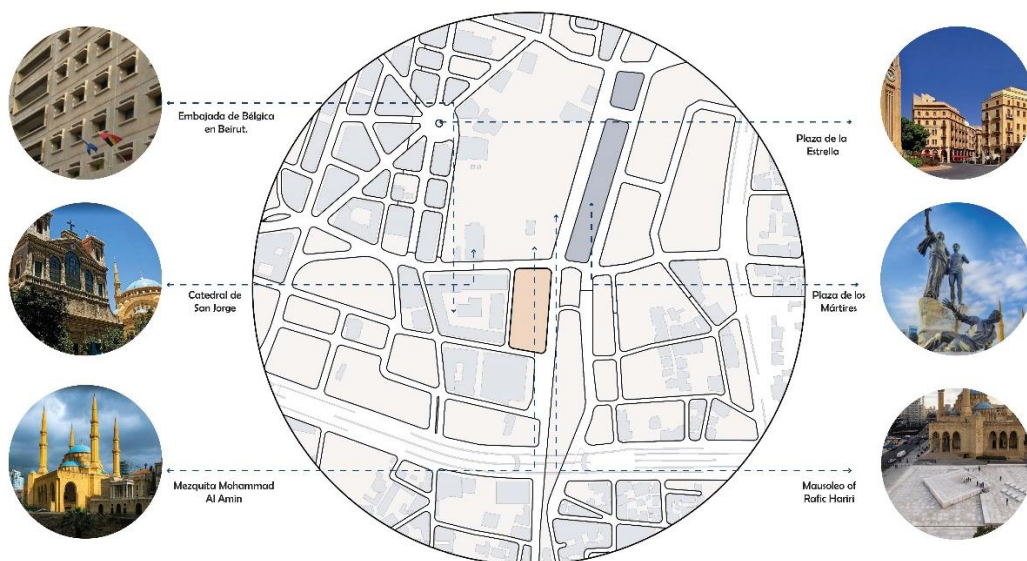 Embajada de Bélgica
en Beirut.
Plaza de la
Estrella
Catedral de
San Jorge
Plaza de los
Mártires
Mezquita Mohammad
Al Amin
Mausoleo of
Rafic Hariri